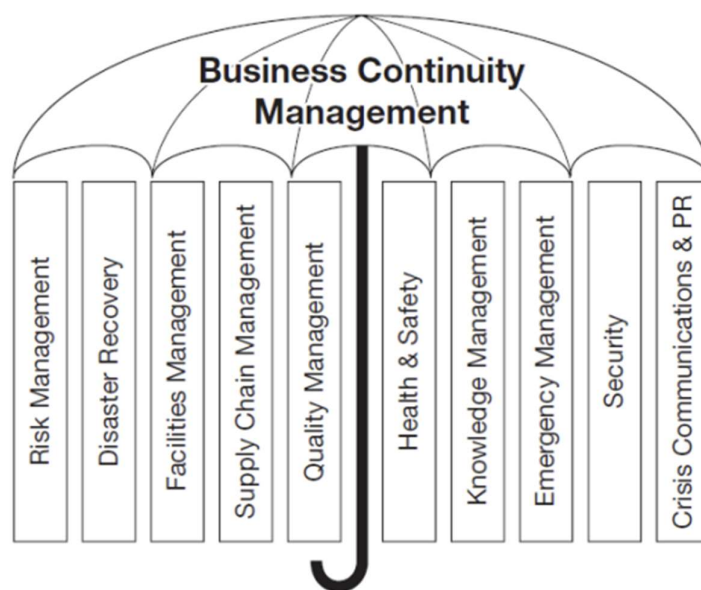 Business Continuity
Management
Risk Management
Disaster Recovery
Facilities Management
Supply Chain Management
Quality Management
Health & Safety
Knowledge Management
Emergency Management
Security
Crisis Communications & PR